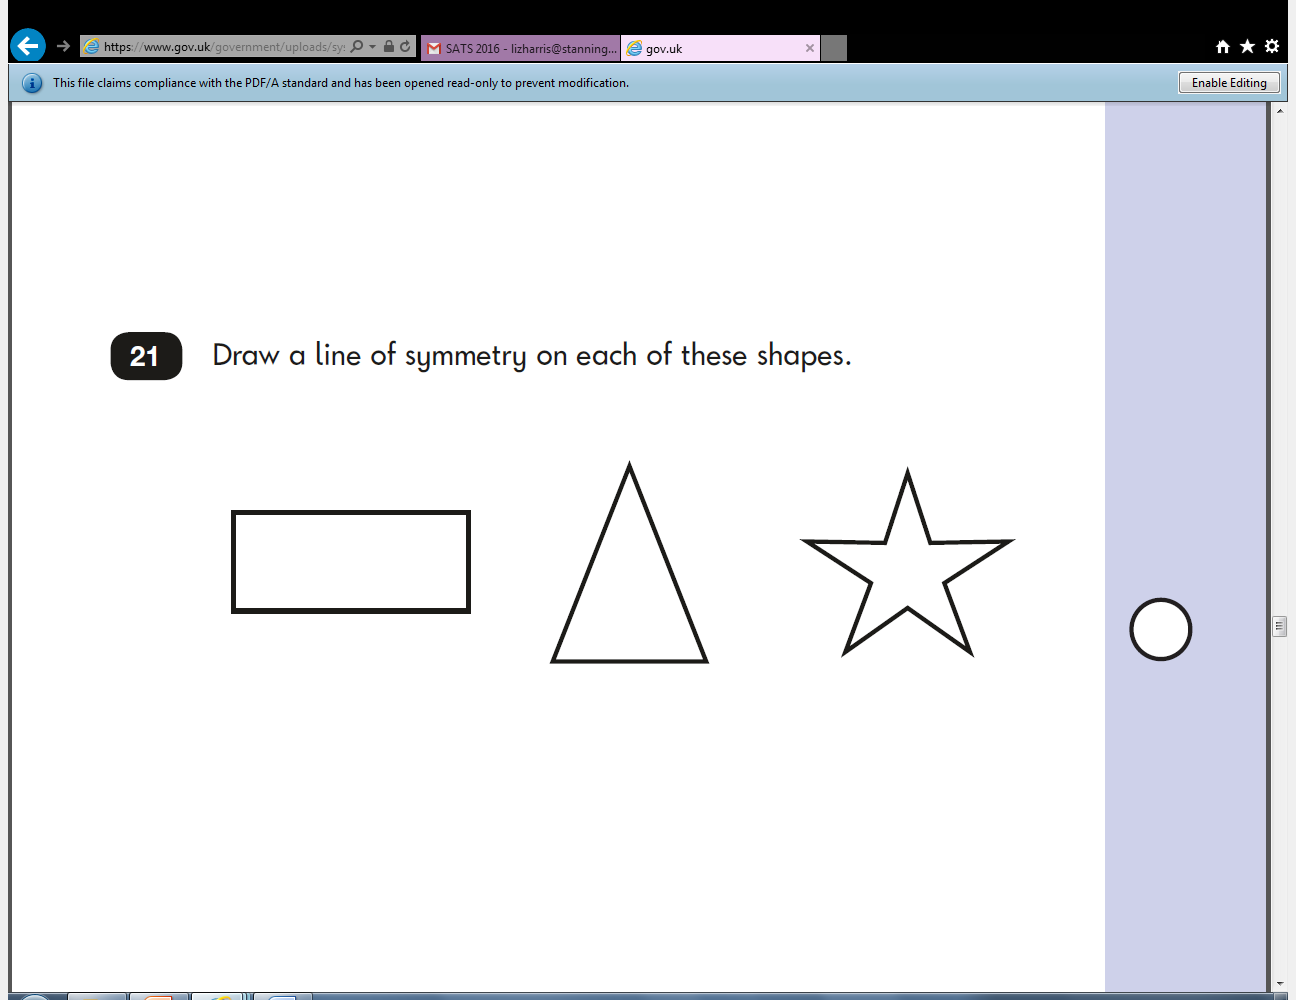 https://www.gov.uk/government/uploads/sy
SATS 2016 - lizharris@stanning...
gov.uk
This file claims compliance with the PDF/A standard and has been opened read-only to prevent modification.
Enable Editing
21 Draw a line of symmetry on each of these shapes.